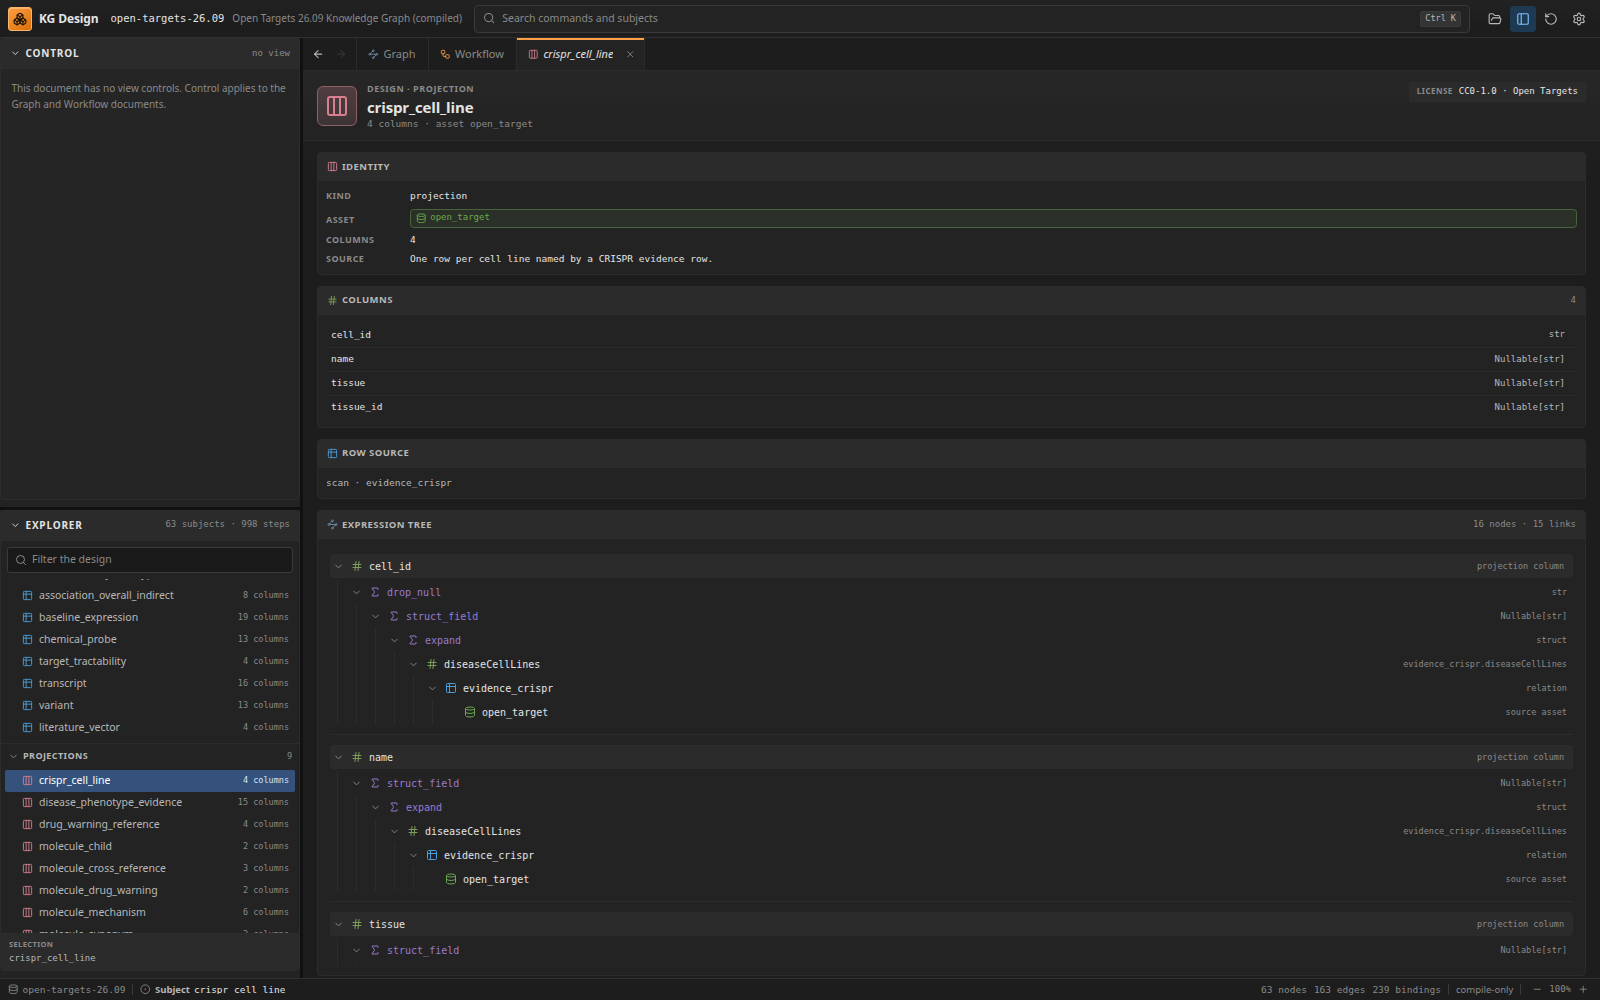 KG Design open-targets-26.09 Open Targets 26.09 Knowledge Graph (compiled) Search commands and subjects Ctrl K
CONTROL no view
This document has no view controls. Control applies to the
Graph and Workflow documents.
Graph Workflow crispr_cell_line
DESIGN · PROJECTION
crispr_cell_line
4 columns · asset open_target
LICENSE CC0-1.0 · Open Targets
IDENTITY
KIND projection
ASSET open_target
COLUMNS 4
SOURCE One row per cell line named by a CRISPR evidence row.
COLUMNS 4
cell_id str
name Nullable[str]
tissue Nullable[str]
tissue_id Nullable[str]
ROW SOURCE
scan · evidence_crispr
EXPRESSION TREE 16 nodes · 15 links
cell_id projection column
drop_null str
struct_field Nullable[str]
expand struct
diseaseCellLines evidence_crispr.diseaseCellLines
evidence_crispr relation
open_target source asset
name projection column
struct_field Nullable[str]
expand struct
diseaseCellLines evidence_crispr.diseaseCellLines
evidence_crispr relation
open_target source asset
tissue projection column
struct_field Nullable[str]
EXPLORER 63 subjects · 998 steps
Filter the design
association_overall_indirect 8 columns
baseline_expression 19 columns
chemical_probe 13 columns
target_tractability 4 columns
transcript 16 columns
variant 13 columns
literature_vector 4 columns
PROJECTIONS 9
crispr_cell_line 4 columns
disease_phenotype_evidence 15 columns
drug_warning_reference 4 columns
molecule_child 2 columns
molecule_cross_reference 3 columns
molecule_drug_warning 2 columns
molecule_mechanism 6 columns
SELECTION
crispr_cell_line
open-targets-26.09 Subject crispr cell line 63 nodes 163 edges 239 bindings compile-only 100%